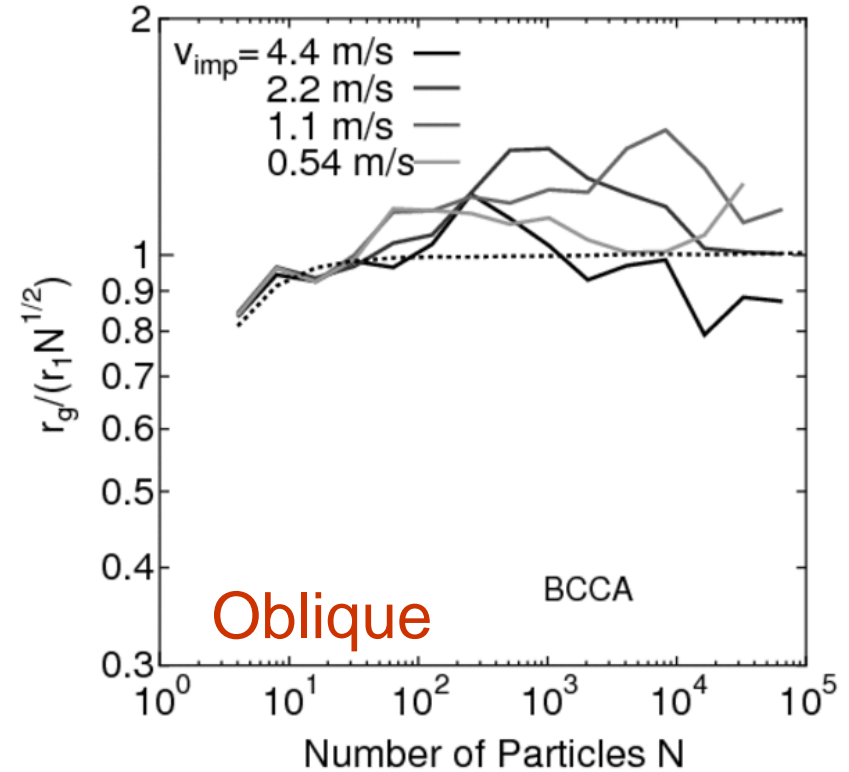 2
v_imp= 4.4 m/s
2.2 m/s
1.1 m/s
0.54 m/s
1
0.9
0.8
0.7
0.6
0.5
0.4
0.3
r_g/(r_1N^1/2)
BCCA
Oblique
10^0 10^1 10^2 10^3 10^4 10^5
Number of Particles N